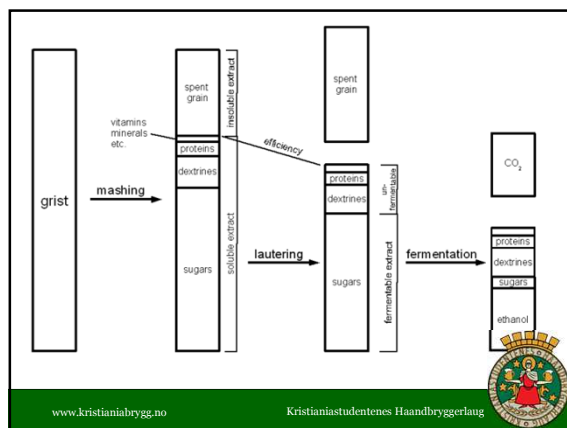 grist
mashing
vitamins
minerals
etc.
spent
grain
proteins
dextrines
sugars
insoluble extract
soluble extract
efficiency
lautering
spent
grain
proteins
dextrines
sugars
un-
fermentable
fermentable extract
fermentation
CO₂
proteins
dextrines
sugars
ethanol
www.kristianiabrygg.no
Kristianiastudentenes Haandbryggerlaug